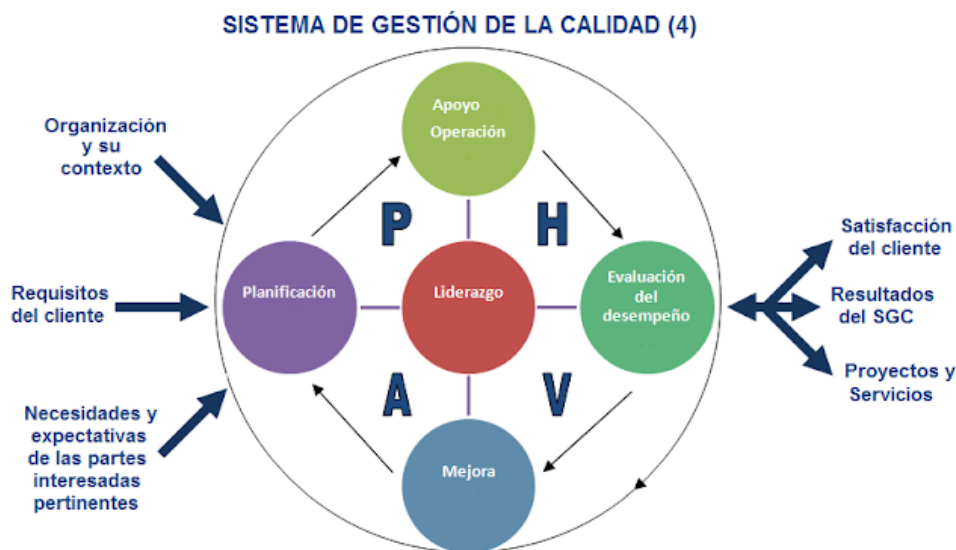 SISTEMA DE GESTIÓN DE LA CALIDAD (4)
Organización
y su
contexto
Requisitos
del cliente
Necesidades y
expectativas
de las partes
interesadas
pertinentes
Apoyo
Operación
P
H
Planificación
Liderazgo
Evaluación
del
desempeño
A
V
Mejora
Satisfacción
del cliente
Resultados
del SGC
Proyectos y
Servicios